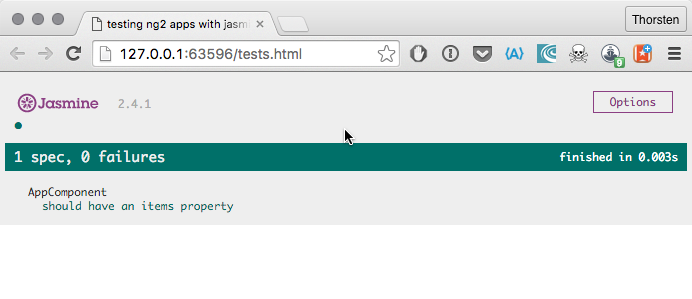 testing ng2 apps with jasm
Thorsten
127.0.0.1:63596/tests.html
9
Jasmine 2.4.1
Options
1 spec, 0 failures
finished in 0.003s
AppComponent
should have an items property